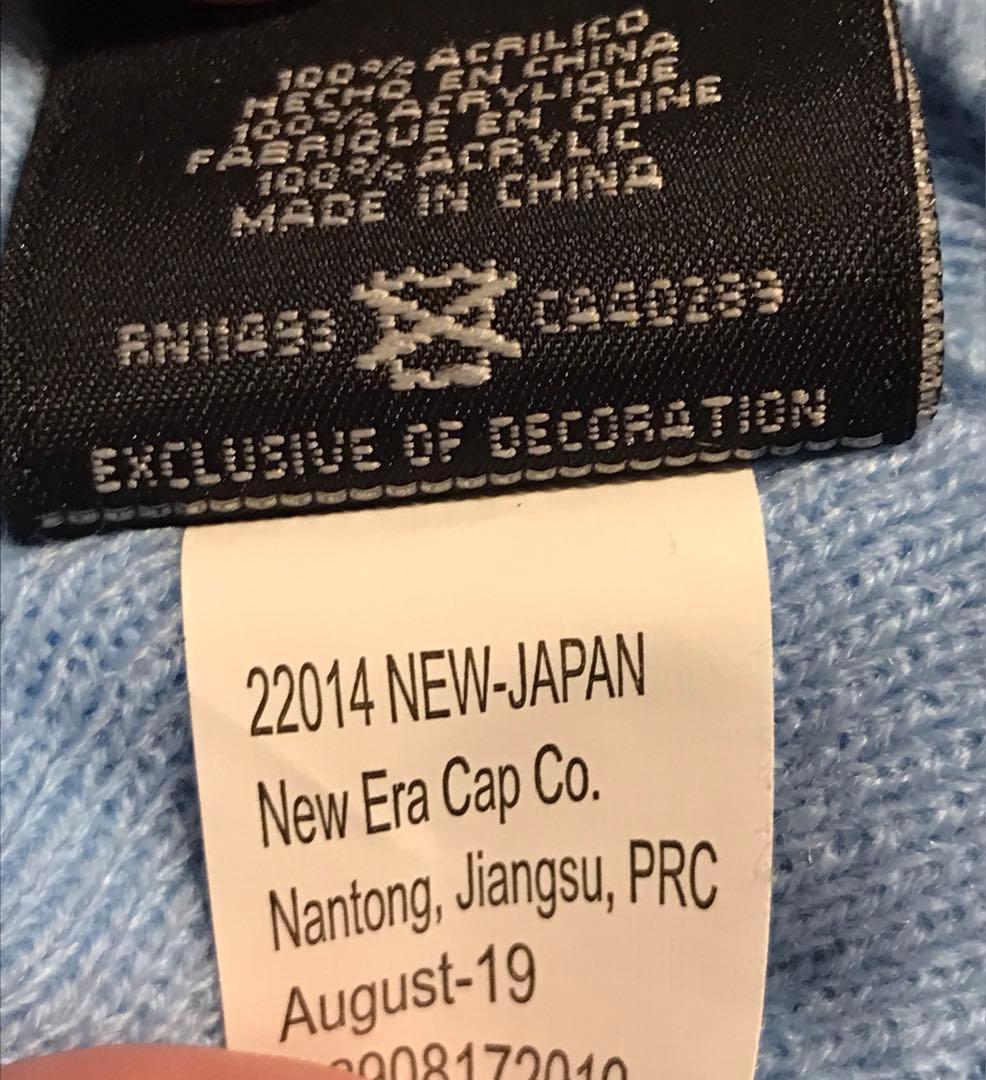 100% ACRILICO
HECHO EN CHINA
100% ACRYLIQUE
FABRIQUE EN CHINE
100% ACRYLIC
MADE IN CHINA
RN11493 CA40283
EXCLUSIVE OF DECORATION
22014 NEW-JAPAN
New Era Cap Co.
Nantong, Jiangsu, PRC
August-19